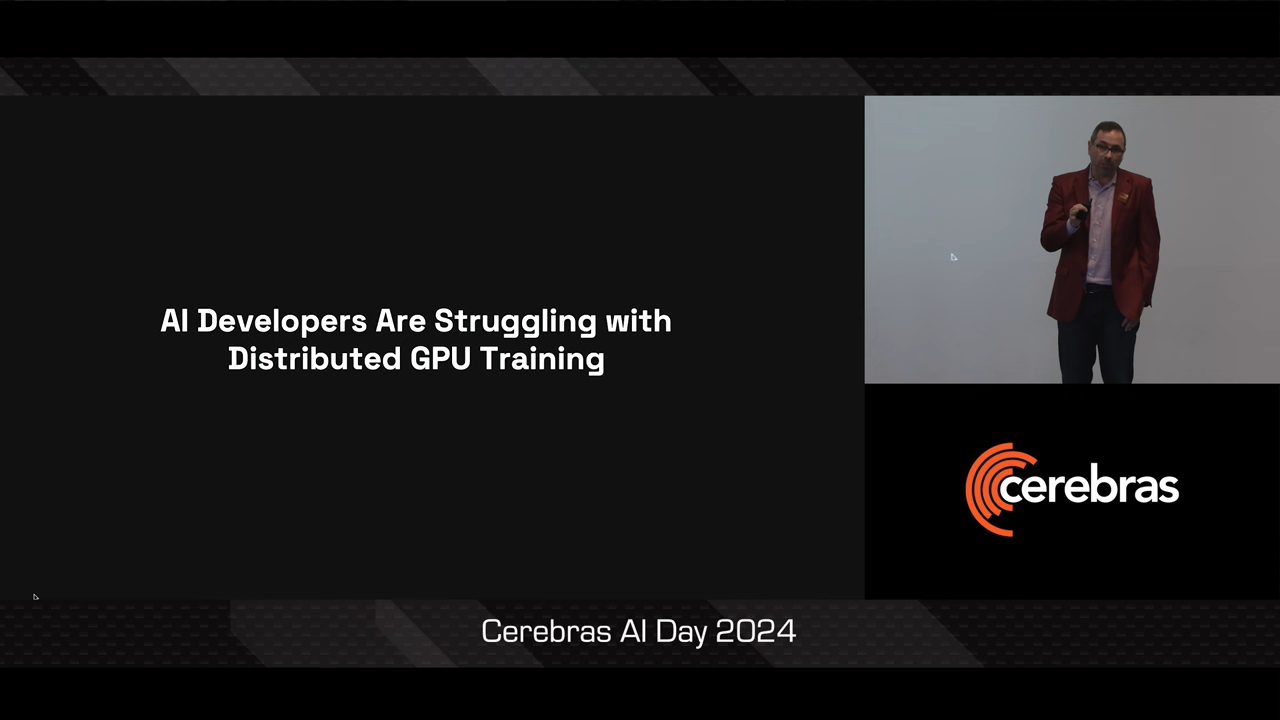 AI Developers Are Struggling with
Distributed GPU Training
cerebras
Cerebras AI Day 2024